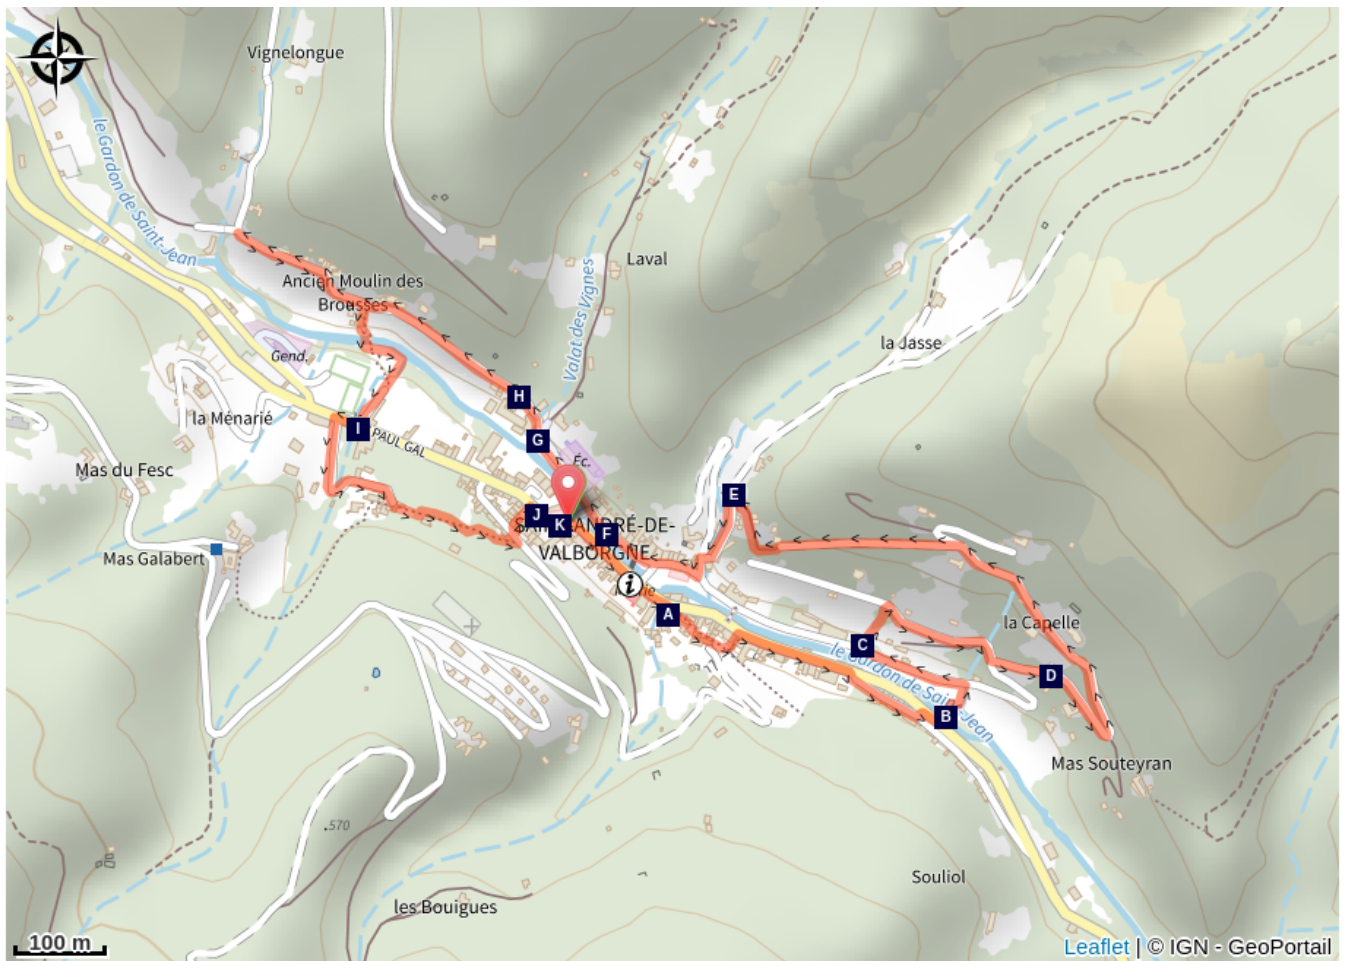 Vignelongue
le Gardon de Saint-Jean
Laval
Ancien Moulin des
Brousses
Valat des Vignes
la Jasse
Gend.
la Ménarié
I
H
PAUL GAL
G
Éc.
Mas du Fesc
E
J
K
F
SAINT-ANDRÉ-DE-
VALBORGNE
Mas Galabert
i
A
la Capelle
C
le Gardon de Saint-Jean
D
B
Mas Souteyran
.570
Souliol
les Bouigues
100 m
Leaflet | © IGN - GeoPortail